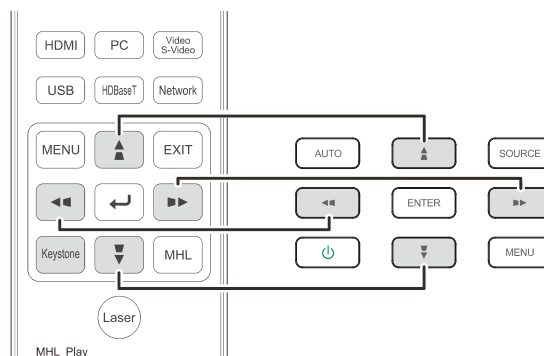 HDMI
PC
Video
S-Video
USB
HDBaseT
Network
MENU
EXIT
Keystone
MHL
Laser
MHL Play
AUTO
SOURCE
ENTER
MENU